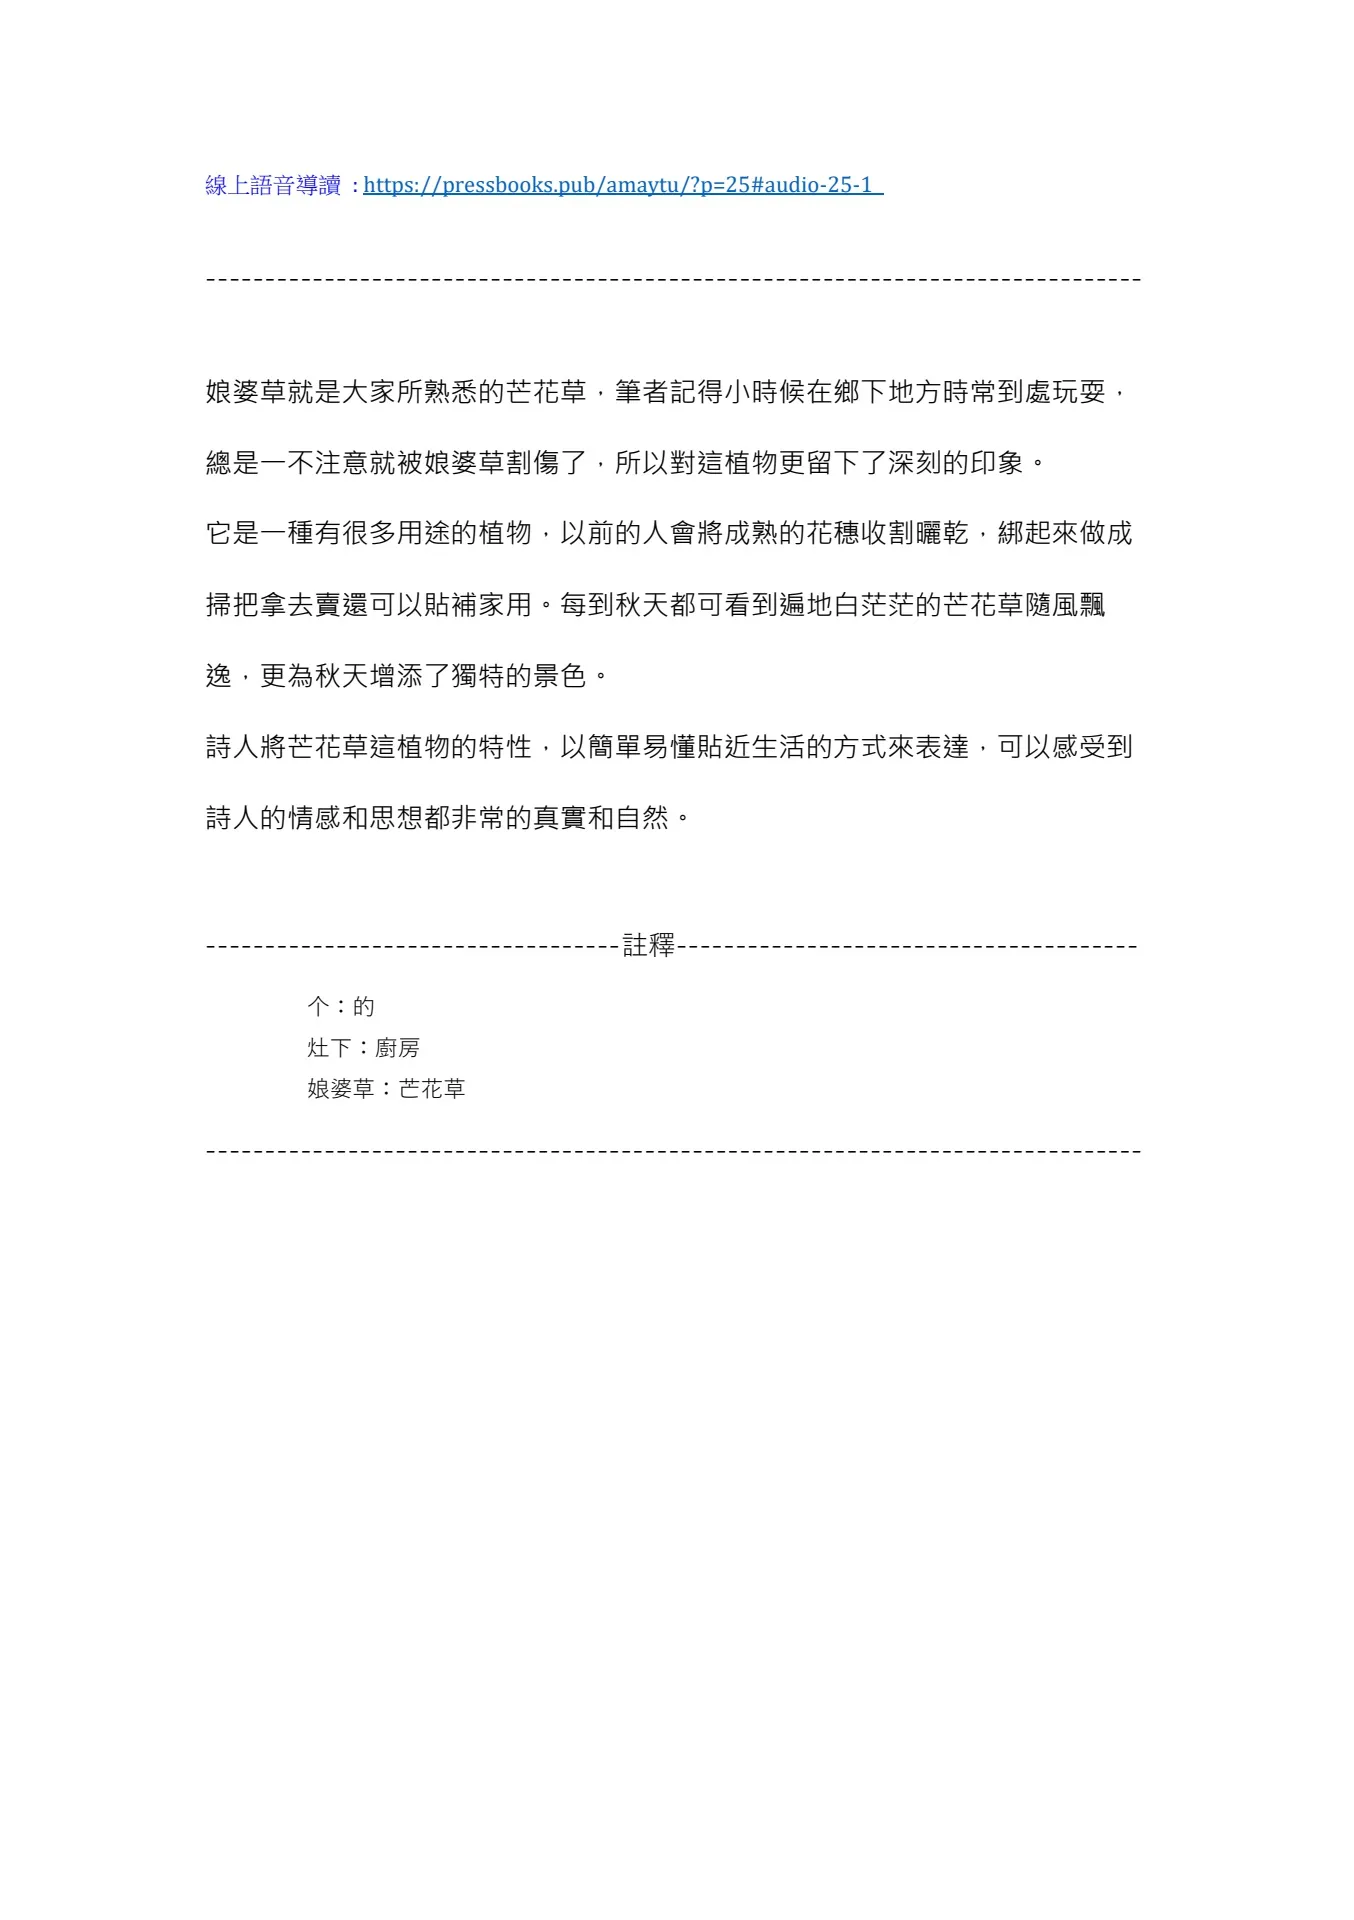 線上語音導讀 : https://pressbooks.pub/amaytu/?p=25#audio-25-1
--------------------------------------------------------------------------------
娘婆草就是大家所熟悉的芒花草，筆者記得小時候在鄉下地方時常到處玩耍，
總是一不注意就被娘婆草割傷了，所以對這植物更留下了深刻的印象。
它是一種有很多用途的植物，以前的人會將成熟的花穗收割曬乾，綁起來做成
掃把拿去賣還可以貼補家用。每到秋天都可看到遍地白茫茫的芒花草隨風飄
逸，更為秋天增添了獨特的景色。
詩人將芒花草這植物的特性，以簡單易懂貼近生活的方式來表達，可以感受到
詩人的情感和思想都非常的真實和自然。
-----------------------------------註釋---------------------------------------
个：的
灶下：廚房
娘婆草：芒花草
--------------------------------------------------------------------------------